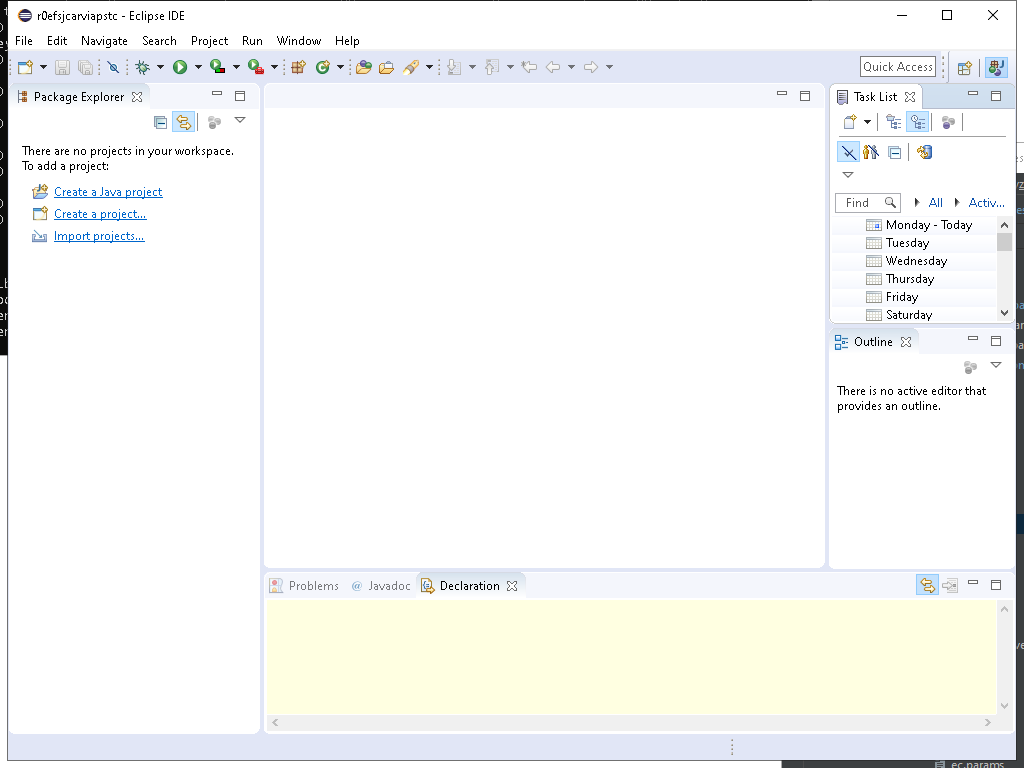 r0efsjcarviapstc - Eclipse IDE
File Edit Navigate Search Project Run Window Help
Quick Access
Package Explorer
There are no projects in your workspace.
To add a project:
Create a Java project
Create a project...
Import projects...
Task List
Find All Activ...
Monday - Today
Tuesday
Wednesday
Thursday
Friday
Saturday
Outline
There is no active editor that
provides an outline.
Problems @ Javadoc Declaration
ec.params